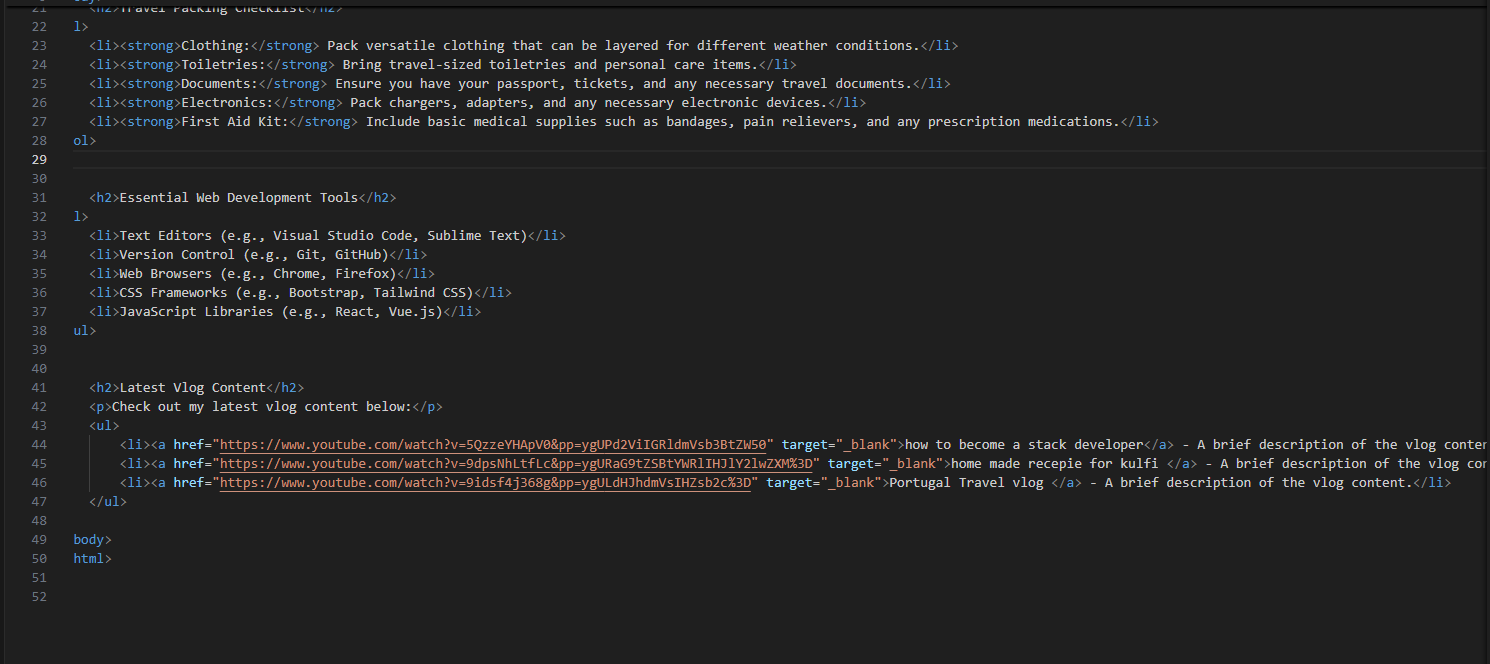 21 <h2>Travel Packing Checklist</h2>
22 l>
23 <li><strong>Clothing:</strong> Pack versatile clothing that can be layered for different weather conditions.</li>
24 <li><strong>Toiletries:</strong> Bring travel-sized toiletries and personal care items.</li>
25 <li><strong>Documents:</strong> Ensure you have your passport, tickets, and any necessary travel documents.</li>
26 <li><strong>Electronics:</strong> Pack chargers, adapters, and any necessary electronic devices.</li>
27 <li><strong>First Aid Kit:</strong> Include basic medical supplies such as bandages, pain relievers, and any prescription medications.</li>
28 ol>
29
30
31 <h2>Essential Web Development Tools</h2>
32 l>
33 <li>Text Editors (e.g., Visual Studio Code, Sublime Text)</li>
34 <li>Version Control (e.g., Git, GitHub)</li>
35 <li>Web Browsers (e.g., Chrome, Firefox)</li>
36 <li>CSS Frameworks (e.g., Bootstrap, Tailwind CSS)</li>
37 <li>JavaScript Libraries (e.g., React, Vue.js)</li>
38 ul>
39
40
41 <h2>Latest Vlog Content</h2>
42 <p>Check out my latest vlog content below:</p>
43 <ul>
44 <li><a href="https://www.youtube.com/watch?v=5QzzeYHApV0&pp=ygUPd2ViIGRldmVsb3BtZW50" target="_blank">how to become a stack developer</a> - A brief description of the vlog conter
45 <li><a href="https://www.youtube.com/watch?v=9dpsNhLtfLc&pp=ygURaG9tZSBtYWRlIHJlY2lwZXM%3D" target="_blank">home made recepie for kulfi </a> - A brief description of the vlog cor
46 <li><a href="https://www.youtube.com/watch?v=9idsf4j368g&pp=ygULdHJhdmVsIHZsb2c%3D" target="_blank">Portugal Travel vlog </a> - A brief description of the vlog content.</li>
47 </ul>
48
49 body>
50 html>
51
52